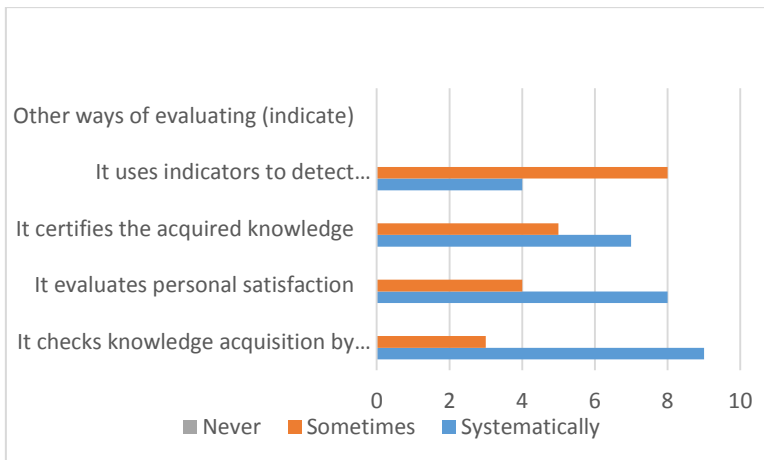 Other ways of evaluating (indicate)
It uses indicators to detect...
It certifies the acquired knowledge
It evaluates personal satisfaction
It checks knowledge acquisition by...
0 2 4 6 8 10
Never Sometimes Systematically